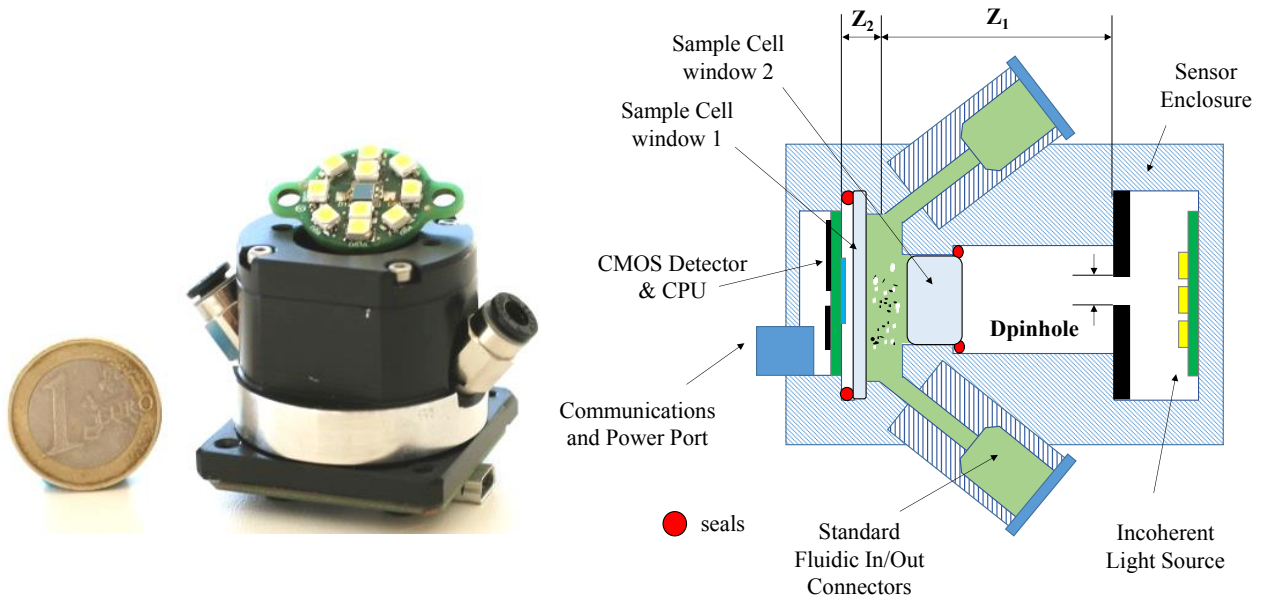 Z2
Z1
Sample Cell
window 2
Sample Cell
window 1
Sensor
Enclosure
CMOS Detector
& CPU
Dpinhole
Communications
and Power Port
seals
Standard
Fluidic In/Out
Connectors
Incoherent
Light Source
1
EURO